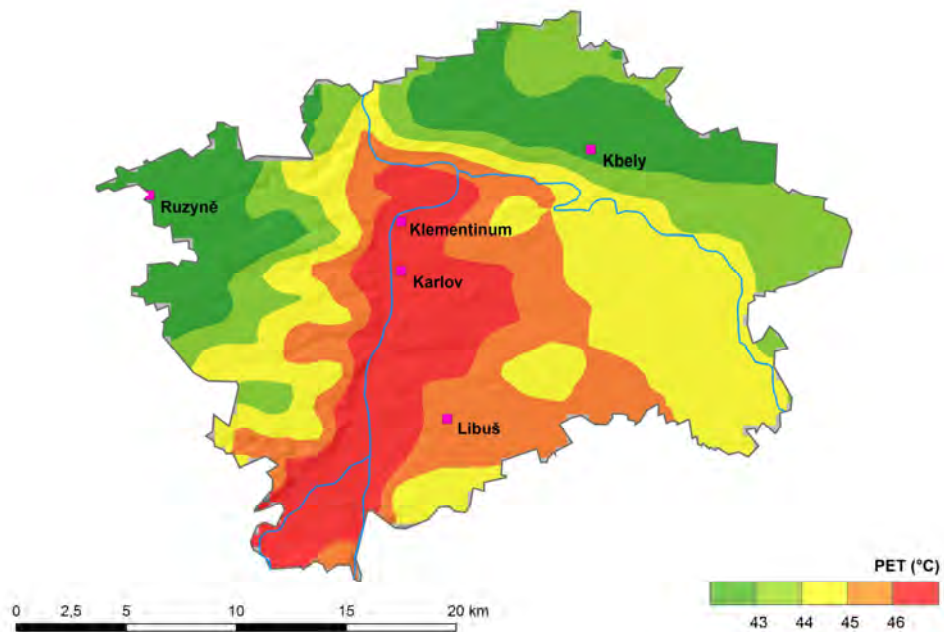 Kbely
Ruzyně
Klementinum
Karlov
Libuš
PET (°C)
43 44 45 46
0 2,5 5 10 15 20 km